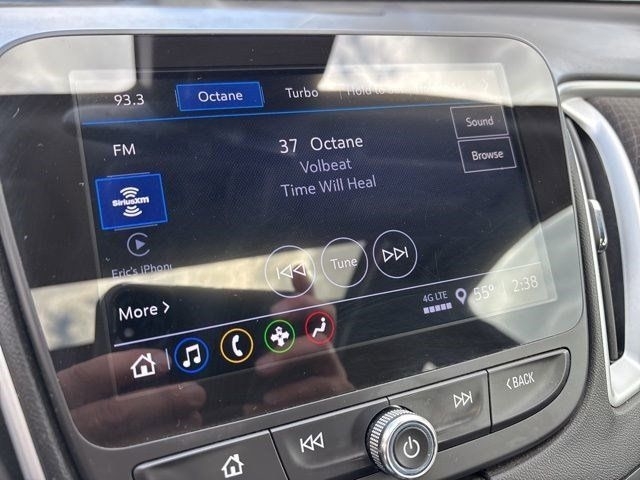 93.3 Octane Turbo Hold to
FM
37 Octane
Volbeat
Time Will Heal
Sound
Browse
SiriusXM
Eric's iPhone
Tune
More >
4G LTE 55° 2:38
<BACK